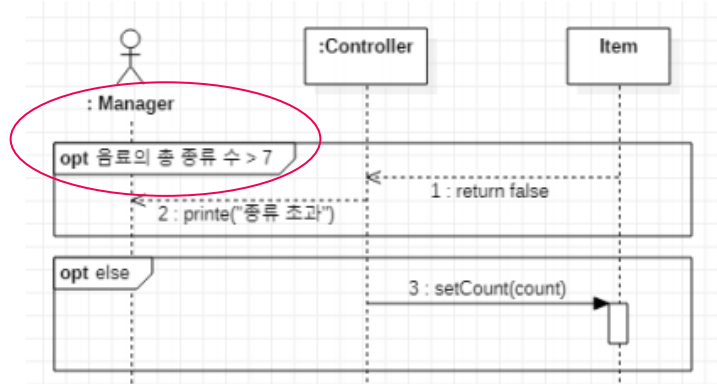 :Controller
Item
: Manager
opt 음료의 총 종류 수 > 7
1 : return false
2 : printe("종류 초과")
opt else
3 : setCount(count)